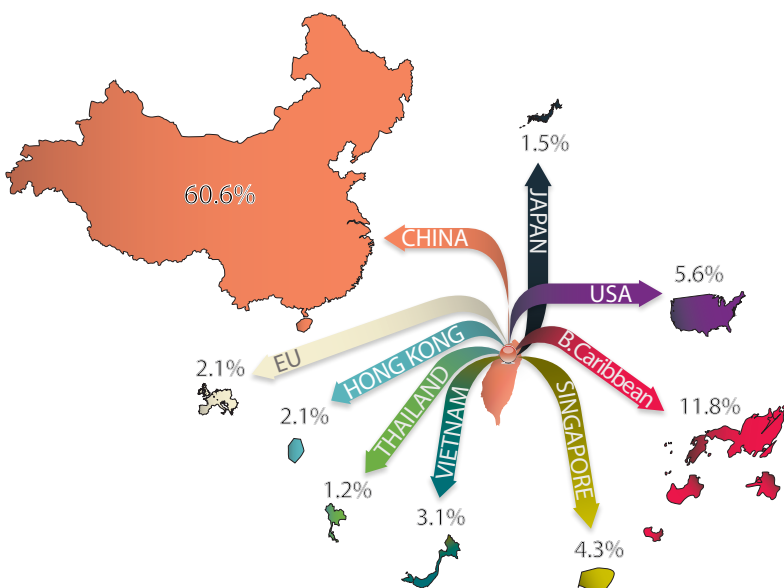 60.6%
1.5%
JAPAN
CHINA
5.6%
USA
EU
2.1%
HONG KONG
2.1%
B.Caribbean
11.8%
THAILAND
1.2%
VIETNAM
3.1%
SINGAPORE
4.3%